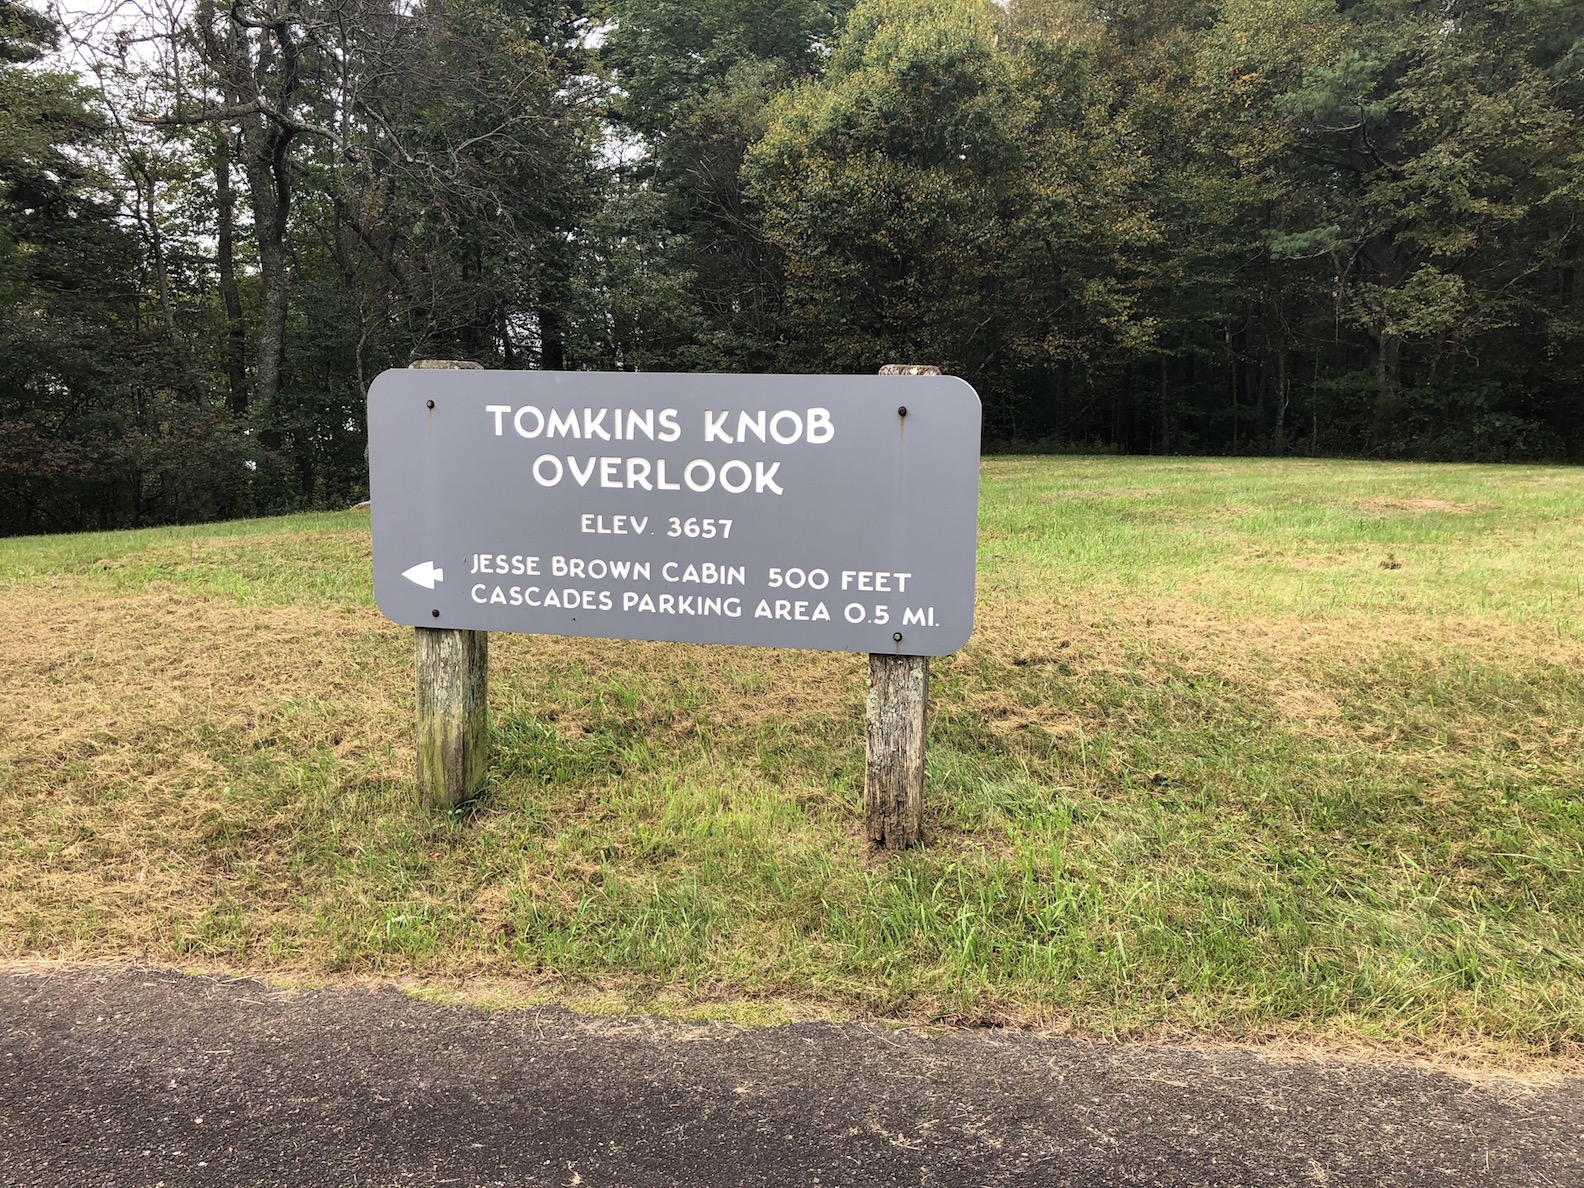 TOMKINS KNOB
OVERLOOK
ELEV. 3657
JESSE BROWN CABIN 500 FEET
CASCADES PARKING AREA 0.5 MI.